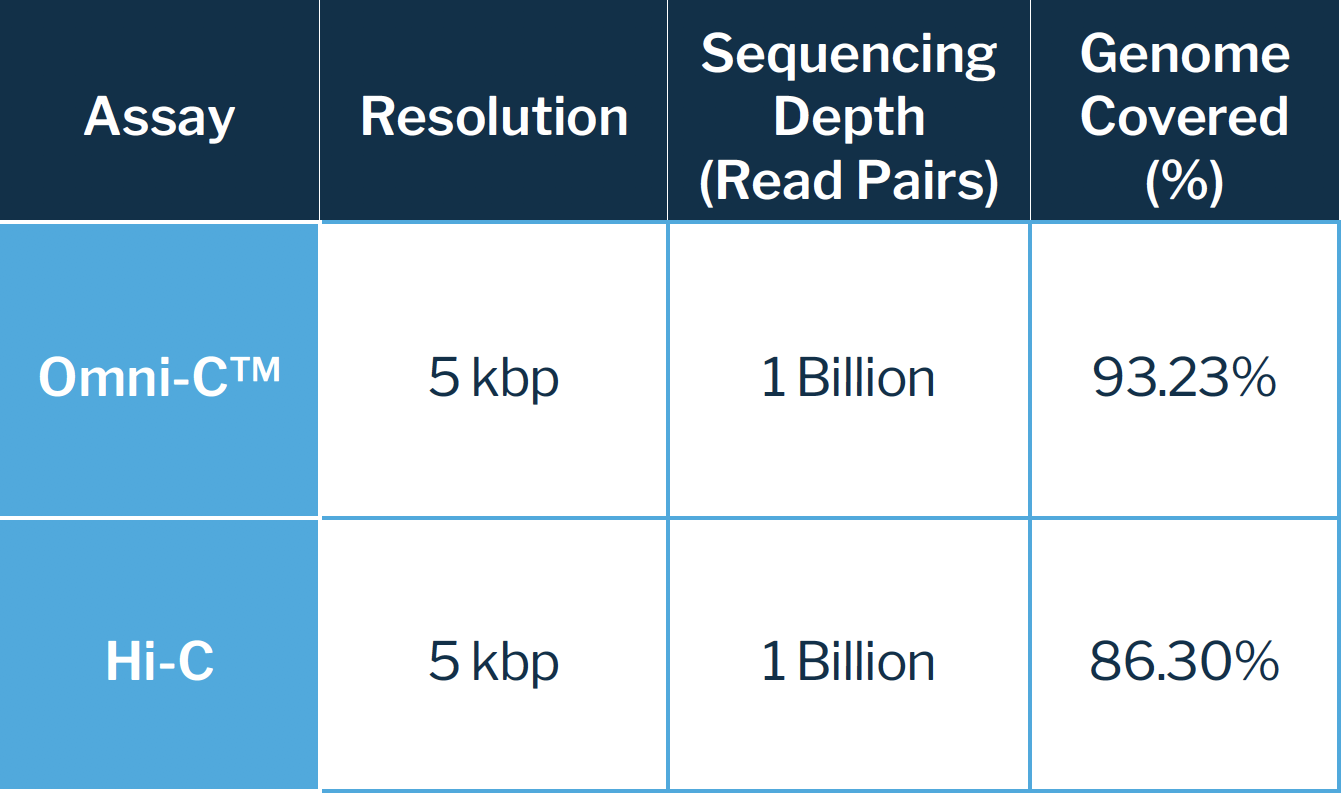 Assay
Resolution
Sequencing
Depth
(Read Pairs)
Genome
Covered
(%)
Omni-C™
5 kbp
1 Billion
93.23%
Hi-C
5 kbp
1 Billion
86.30%